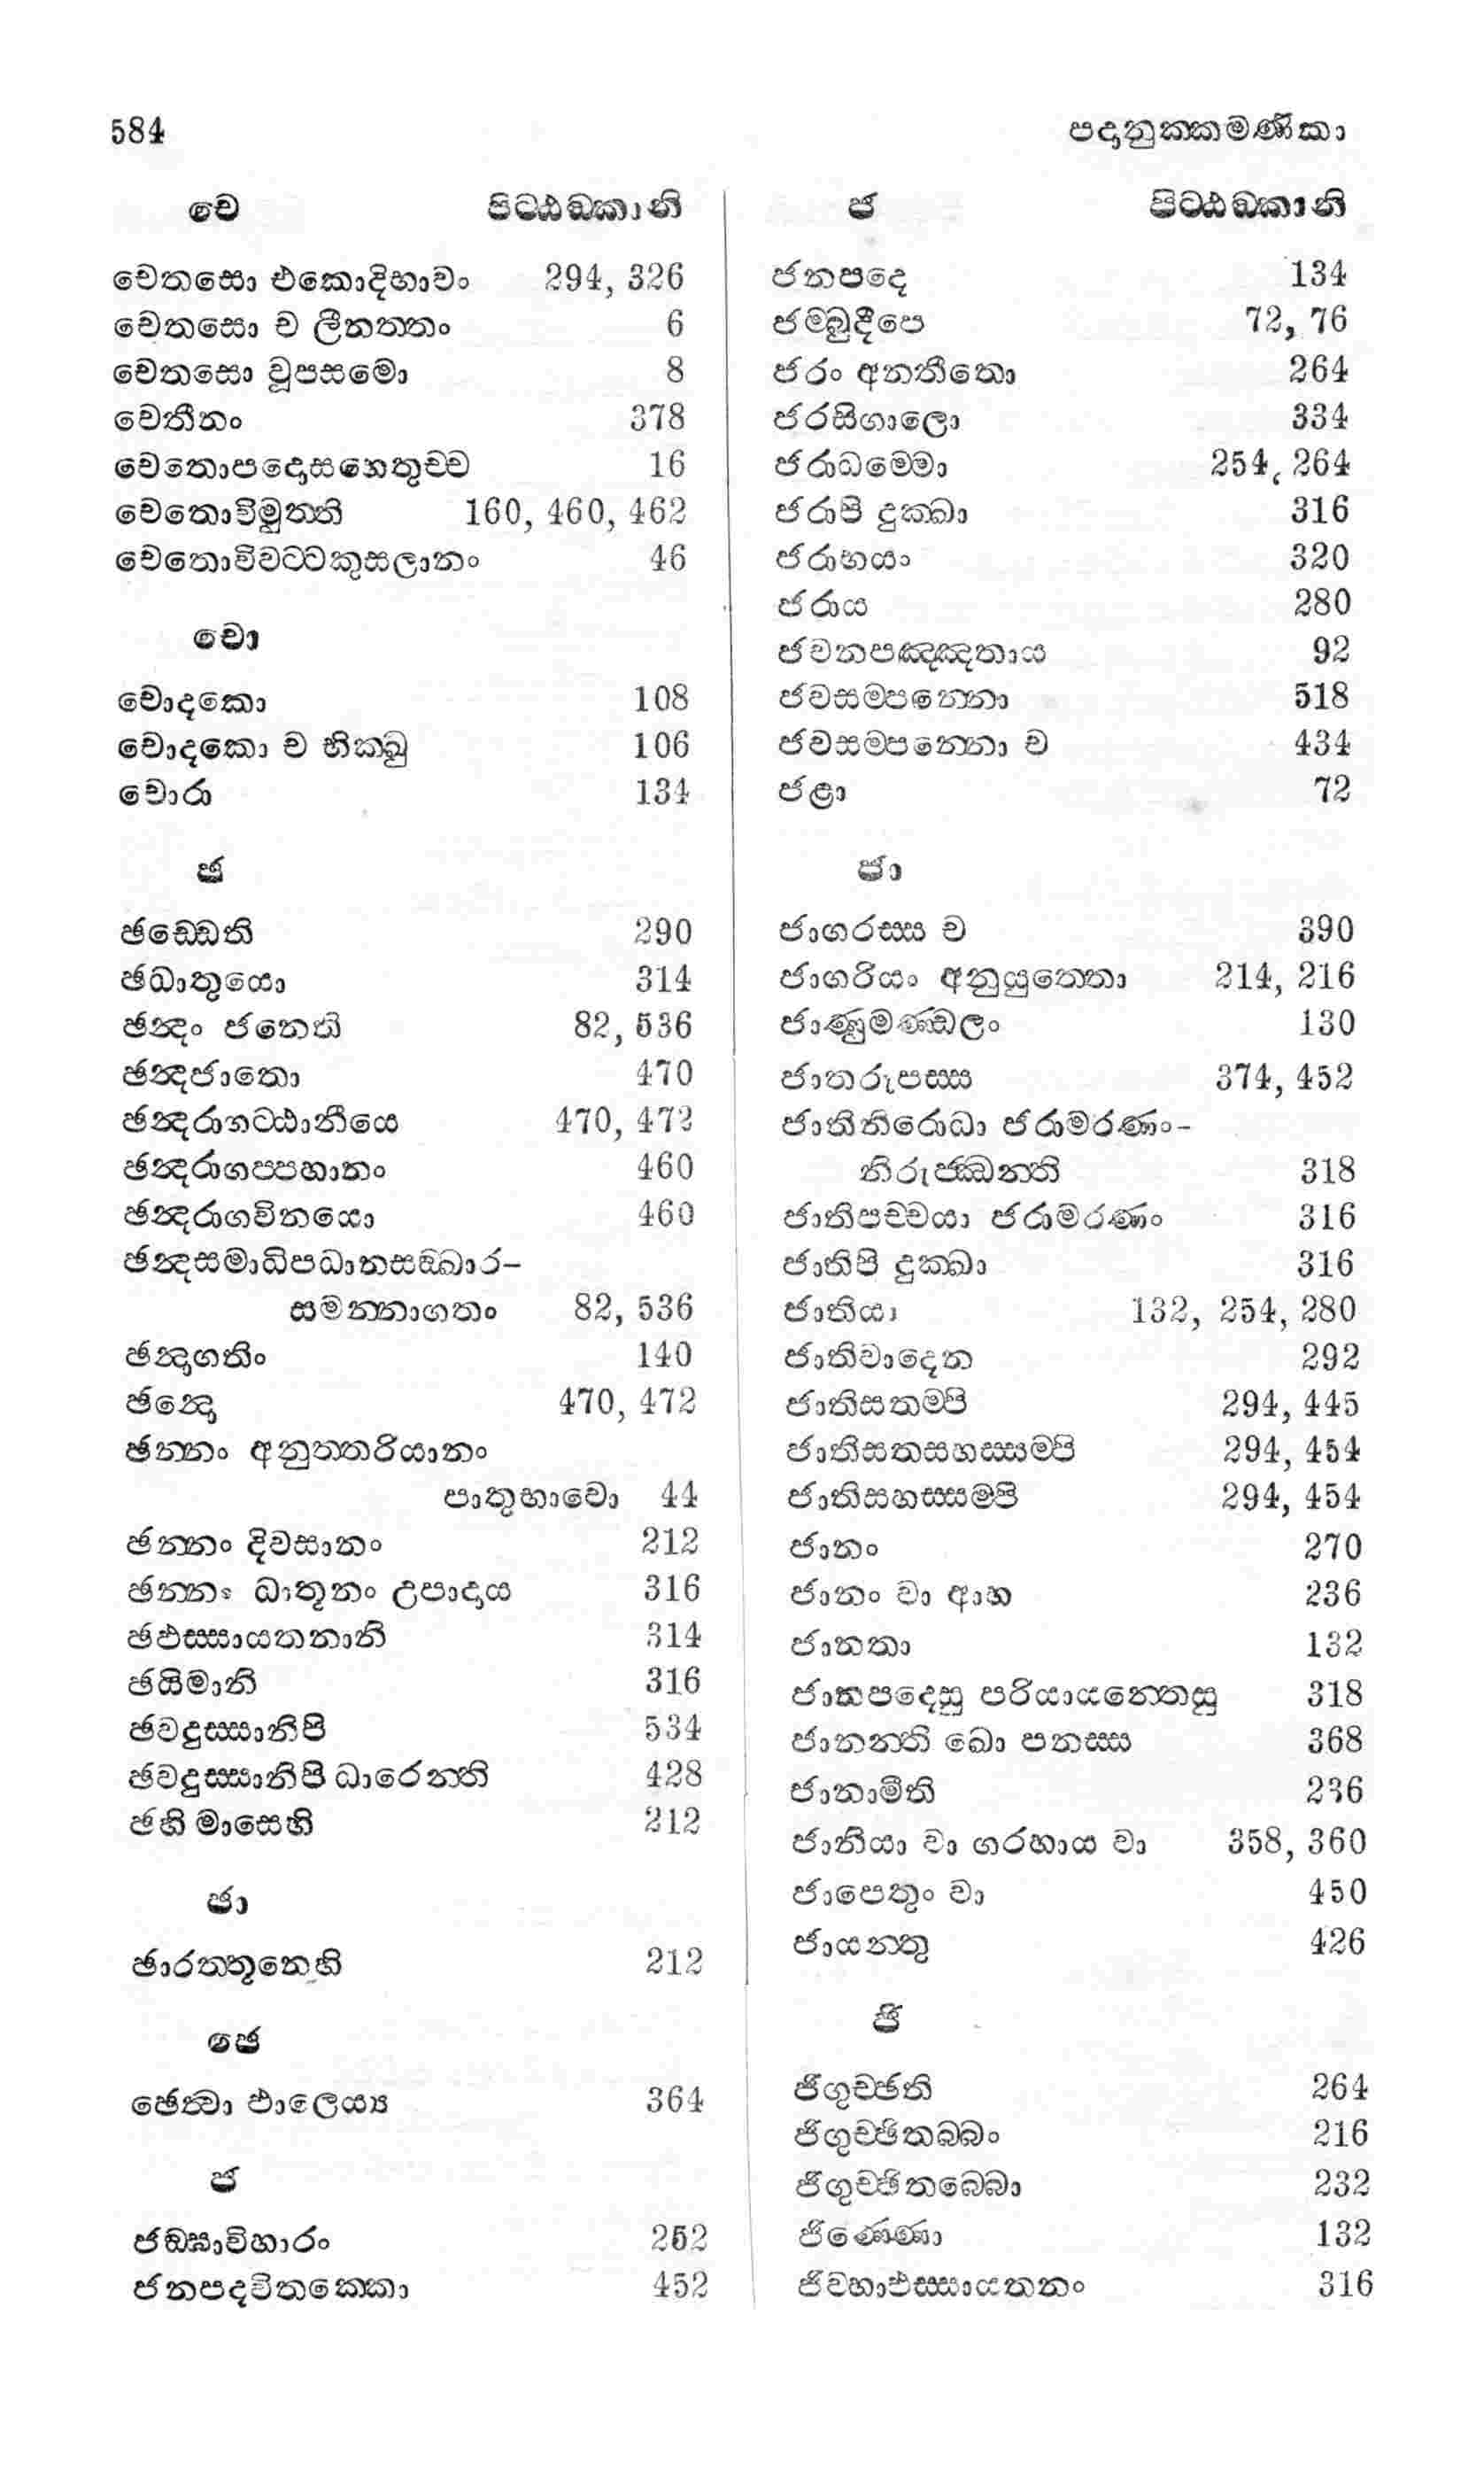 584 පදානුක්කමණිකා
චෙ පිට්ඨඞ්කානි
චෙතසො එකොදිභාවං 294, 326
චෙතසො ච ලීනත්තං 6
චෙතසො වූපසමො 8
චෙතීනං 378
චෙතොපදොසහෙතුච්ච 16
චෙතොවිමුත්ති 160, 460, 462
චෙතොවිවට්ටකුසලානං 46
චො
චොදකො 108
චොදකො ච භික්ඛු 106
චොරා 134
ඡ
ඡඩ්ඩෙති 290
ඡධාතුයො 314
ඡන්දං ජනෙති 82, 536
ඡන්දජාතො 470
ඡන්දරාගට්ඨානීයෙ 470, 472
ඡන්දරාගප්පහානං 460
ඡන්දරාගවිනයො 460
ඡන්දසමාධිපධානසඞ්ඛාර-
සමන්නාගතං 82, 536
ඡන්දාගතිං 140
ඡන්දො 470, 472
ඡන්නං අනුත්තරියානං
පාතුභාවො 44
ඡන්නං දිවසානං 212
ඡන්නං ධාතූනං උපාදාය 316
ඡඵස්සායතනානි 314
ඡයිමානි 316
ඡවදුස්සානිපි 534
ඡවදුස්සානිපි ධාරෙන්ති 428
ඡහි මාසෙහි 212
ඡා
ඡාරත්තූනෙහි 212
ඡෙ
ඡෙත්වා ඵාලෙය්‍ය 364
ජ
ජඞ්ඝාවිහාරං 252
ජනපදවිතක්කො 452
ජ පිට්ඨඞ්කානි
ජනපදෙ 134
ජම්බුදීපෙ 72, 76
ජරං අනතීතො 264
ජරසිගාලො 334
ජරාධම්මො 254, 264
ජරාපි දුක්ඛා 316
ජරාභයා 320
ජරාය 280
ජවනපඤ්ඤතාය 92
ජවසම්පන්නො 518
ජවසම්පන්නො ච 434
ජළා 72
ජා
ජාගරස්ස ච 390
ජාගරියං අනුයුත්තො 214, 216
ජාණුමණ්ඩලං 130
ජාතරූපස්ස 374, 452
ජාතිනිරොධා ජරාමරණං-
නිරුජ්ඣන්ති 318
ජාතිපච්චයා ජරාමරණං 316
ජාතිපි දුක්ඛා 316
ජාතියා 132, 254, 280
ජාතිවාදෙන 292
ජාතිසතම්පි 294, 445
ජාතිසතසහස්සම්පි 294, 454
ජාතිසහස්සම්පි 294, 454
ජානං 270
ජානං වා ආහ 236
ජානතා 132
ජානපදෙසු පරියායන්තෙසු 318
ජානන්ති ඛො පනස්ස 368
ජානාමීති 236
ජානියා වා ගරහාය වා 358, 360
ජාපෙතුං වා 450
ජායන්තු 426
ජි
ජිගුච්ඡති 264
ජිගුච්ඡිතබ්බං 216
ජිගුච්ඡිතබ්බො 232
ජිණ්ණො 132
ජිව්හාඵස්සායතනං 316